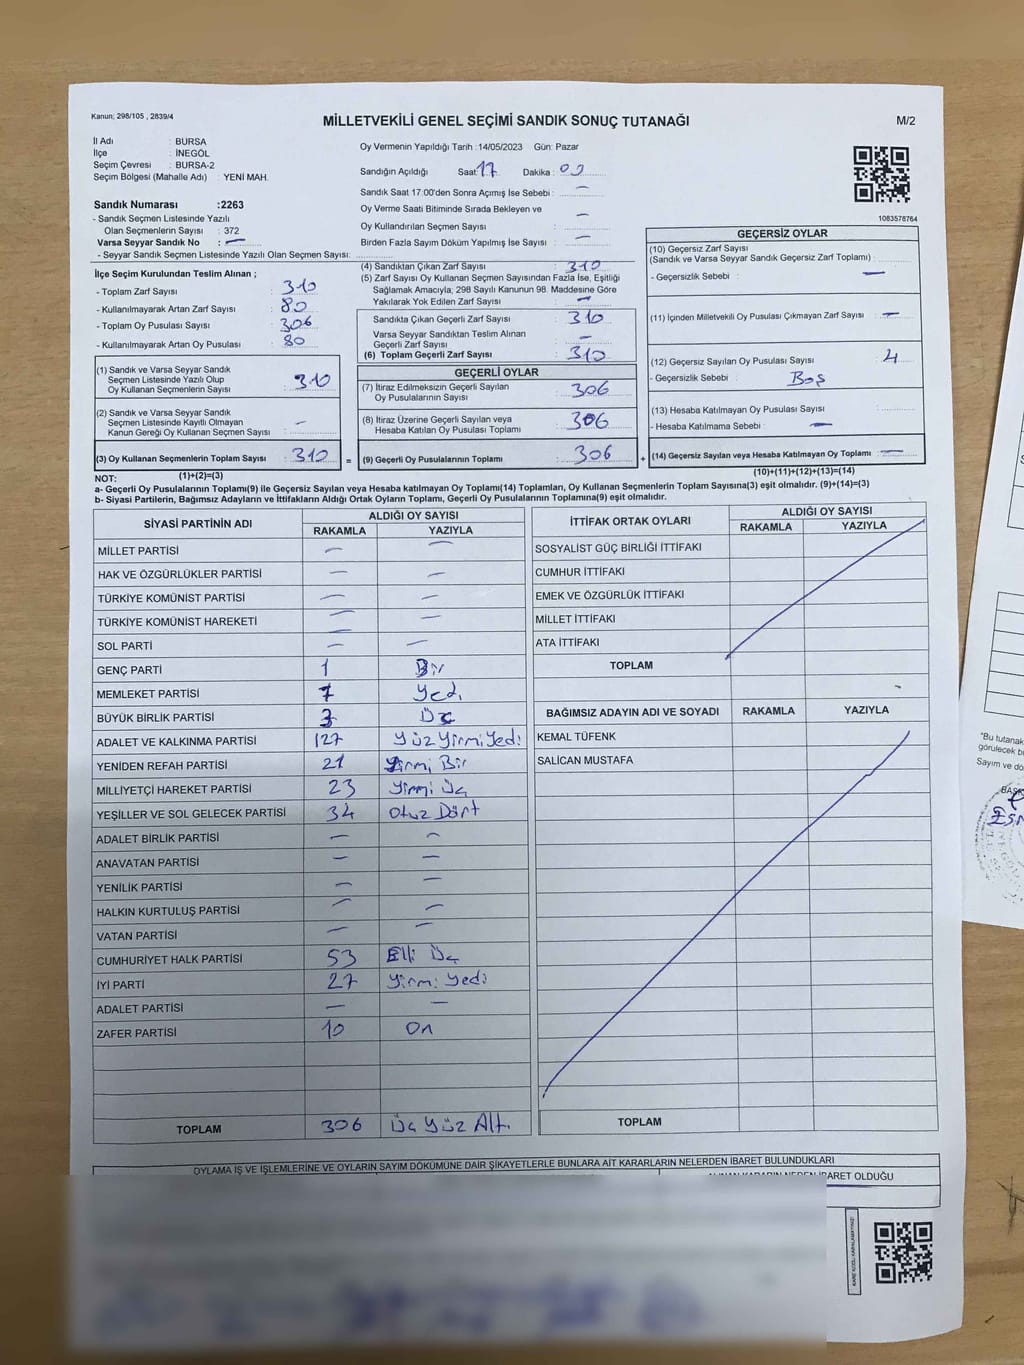 Kanun; 298/105 , 2839/4
MİLLETVEKİLİ GENEL SEÇİMİ SANDIK SONUÇ TUTANAĞI
M/2
İl Adı : BURSA
İlçe : İNEGÖL
Seçim Çevresi : BURSA-2
Seçim Bölgesi (Mahalle Adı) : YENİ MAH.
Sandık Numarası :2263
- Sandık Seçmen Listesinde Yazılı
Olan Seçmenlerin Sayısı : 372
Varsa Seyyar Sandık No : —
- Seyyar Sandık Seçmen Listesinde Yazılı Olan Seçmen Sayısı:
Oy Vermenin Yapıldığı Tarih :14/05/2023 Gün: Pazar
Sandığın Açıldığı Saat: 17 Dakika: 00
Sandık Saat 17:00'den Sonra Açımış İse Sebebi : —
Oy Verme Saati Bitiminde Sırada Bekleyen ve
Oy Kullandırılan Seçmen Sayısı : —
Birden Fazla Sayım Döküm Yapılmış İse Sayısı : —
1083578764
İlçe Seçim Kurulundan Teslim Alınan ;
- Toplam Zarf Sayısı : 310
- Kullanılmayarak Artan Zarf Sayısı : 80
- Toplam Oy Pusulası Sayısı : 306
- Kullanılmayarak Artan Oy Pusulası : 80
(1) Sandık ve Varsa Seyyar Sandık
Seçmen Listesinde Yazılı Olup
Oy Kullanan Seçmenlerin Sayısı : 310
(2) Sandık ve Varsa Seyyar Sandık
Seçmen Listesinde Kayıtlı Olmayan
Kanun Gereği Oy Kullanan Seçmen Sayısı : —
(3) Oy Kullanan Seçmenlerin Toplam Sayısı : 310 =
(4) Sandıktan Çıkan Zarf Sayısı : 310
(5) Zarf Sayısı Oy Kullanan Seçmen Sayısından Fazla İse, Eşitliği
Sağlamak Amacıyla; 298 Sayılı Kanunun 98. Maddesine Göre
Yakılarak Yok Edilen Zarf Sayısı : —
Sandıkta Çıkan Geçerli Zarf Sayısı : 310
Varsa Seyyar Sandıktan Teslim Alınan
Geçerli Zarf Sayısı : —
(6) Toplam Geçerli Zarf Sayısı : 310
GEÇERLİ OYLAR
(7) İtiraz Edilmeksizin Geçerli Sayılan
Oy Pusulalarının Sayısı : 306
(8) İtiraz Üzerine Geçerli Sayılan veya
Hesaba Katılan Oy Pusulası Toplamı : 306
(9) Geçerli Oy Pusulalarının Toplamı : 306 +
GEÇERSİZ OYLAR
(10) Geçersiz Zarf Sayısı
(Sandık ve Varsa Seyyar Sandık Geçersiz Zarf Toplamı) :
- Geçersizlik Sebebi : —
(11) İçinden Milletvekili Oy Pusulası Çıkmayan Zarf Sayısı : —
(12) Geçersiz Sayılan Oy Pusulası Sayısı : 4
- Geçersizlik Sebebi : Boş
(13) Hesaba Katılmayan Oy Pusulası Sayısı :
- Hesaba Katılmama Sebebi : —
(14) Geçersiz Sayılan veya Hesaba Katılmayan Oy Toplamı : —
NOT: (1)+(2)=(3) (10)+(11)+(12)+(13)=(14)
a- Geçerli Oy Pusulaları Toplamı(9) ile Geçersiz Sayılan veya Hesaba katılmayan Oy Toplamı(14) Toplamları, Oy Kullanan Seçmenlerin Toplam Sayısına(3) eşit olmalıdır. (9)+(14)=(3)
b- Siyasi Partilerin, Bağımsız Adayların ve İttifakların Aldığı Ortak Oyların Toplamı, Geçerli Oy Pusulalarının Toplamına(9) eşit olmalıdır.
SİYASİ PARTİNİN ADI ALDIĞI OY SAYISI
RAKAMLA YAZIYLA
MİLLET PARTİSİ — —
HAK VE ÖZGÜRLÜKLER PARTİSİ — —
TÜRKİYE KOMÜNİST PARTİSİ — —
TÜRKİYE KOMÜNİST HAREKETİ — —
SOL PARTİ — —
GENÇ PARTİ 1 Bir
MEMLEKET PARTİSİ 7 Yedi
BÜYÜK BİRLİK PARTİSİ 3 Üç
ADALET VE KALKINMA PARTİSİ 127 YüzYirmiYedi
YENİDEN REFAH PARTİSİ 21 Yirmi Bir
MİLLİYETÇİ HAREKET PARTİSİ 23 Yirmi Üç
YEŞİLLER VE SOL GELECEK PARTİSİ 34 Otuz Dört
ADALET BİRLİK PARTİSİ — —
ANAVATAN PARTİSİ — —
YENİLİK PARTİSİ — —
HALKIN KURTULUŞ PARTİSİ — —
VATAN PARTİSİ — —
CUMHURİYET HALK PARTİSİ 53 Elli Üç
İYİ PARTİ 27 Yirmi Yedi
ADALET PARTİSİ — —
ZAFER PARTİSİ 10 On
TOPLAM 306 Üç Yüz Altı
İTTİFAK ORTAK OYLARI ALDIĞI OY SAYISI
RAKAMLA YAZIYLA
SOSYALİST GÜÇ BİRLİĞİ İTTİFAKI
CUMHUR İTTİFAKI
EMEK VE ÖZGÜRLÜK İTTİFAKI
MİLLET İTTİFAKI
ATA İTTİFAKI
TOPLAM
BAĞIMSIZ ADAYIN ADI VE SOYADI RAKAMLA YAZIYLA
KEMAL TÜFENK
SALİCAN MUSTAFA
TOPLAM
OYLAMA İŞ VE İŞLEMLERİNE VE OYLARIN SAYIM DÖKÜMÜNE DAİR ŞİKAYETLERLE BUNLARA AİT KARARLARIN NELERDEN İBARET BULUNDUKLARI
ALINAN KARARIN NEDEN İBARET OLDUĞU
"Bu tutanak
görülecek bi
Sayım ve dö